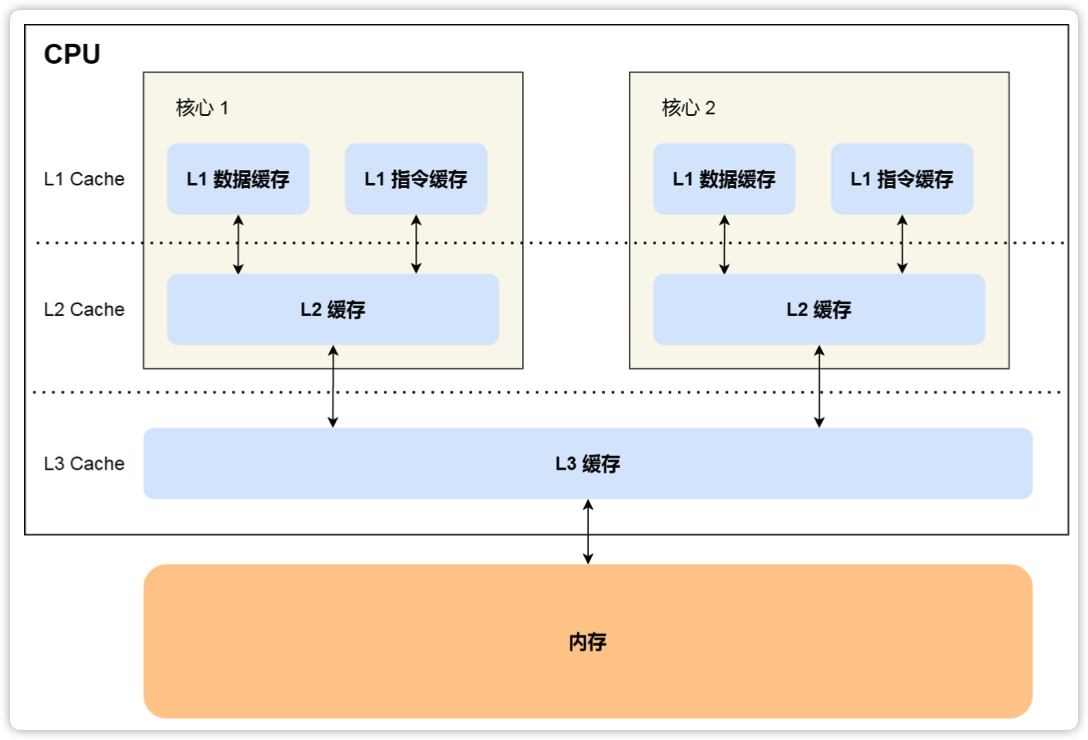 CPU
核心 1
核心 2
L1 Cache
L1 数据缓存
L1 指令缓存
L1 数据缓存
L1 指令缓存
L2 Cache
L2 缓存
L2 缓存
L3 Cache
L3 缓存
内存